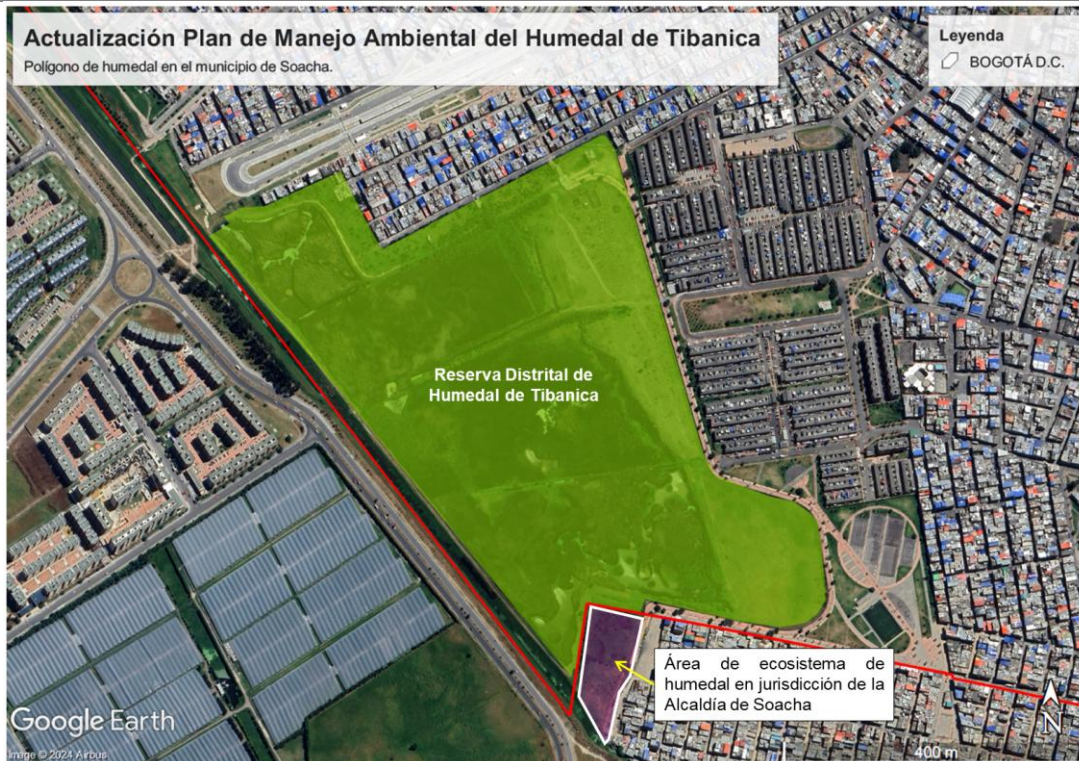 Actualización Plan de Manejo Ambiental del Humedal de Tibanica
Polígono de humedal en el municipio de Soacha.
Leyenda
BOGOTÁ D.C.
Reserva Distrital de
Humedal de Tibanica
Área de ecosistema de
humedal en jurisdicción de la
Alcaldía de Soacha
Google Earth
Image © 2024 Airbus
400 m
N